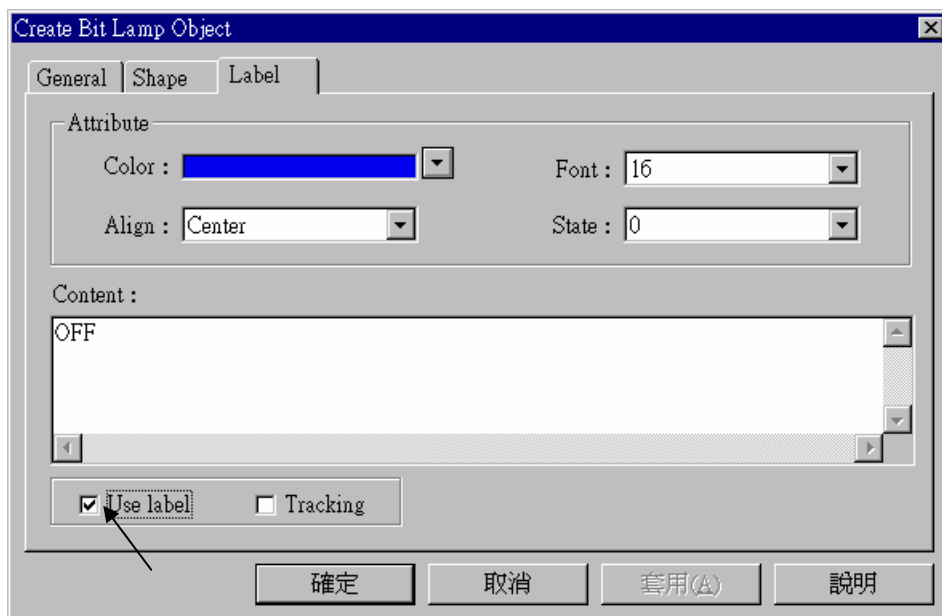 Create Bit Lamp Object
General Shape Label
Attribute
Color : Font : 16
Align : Center State : 0
Content :
OFF
Use label Tracking
確定 取消 套用(A) 說明